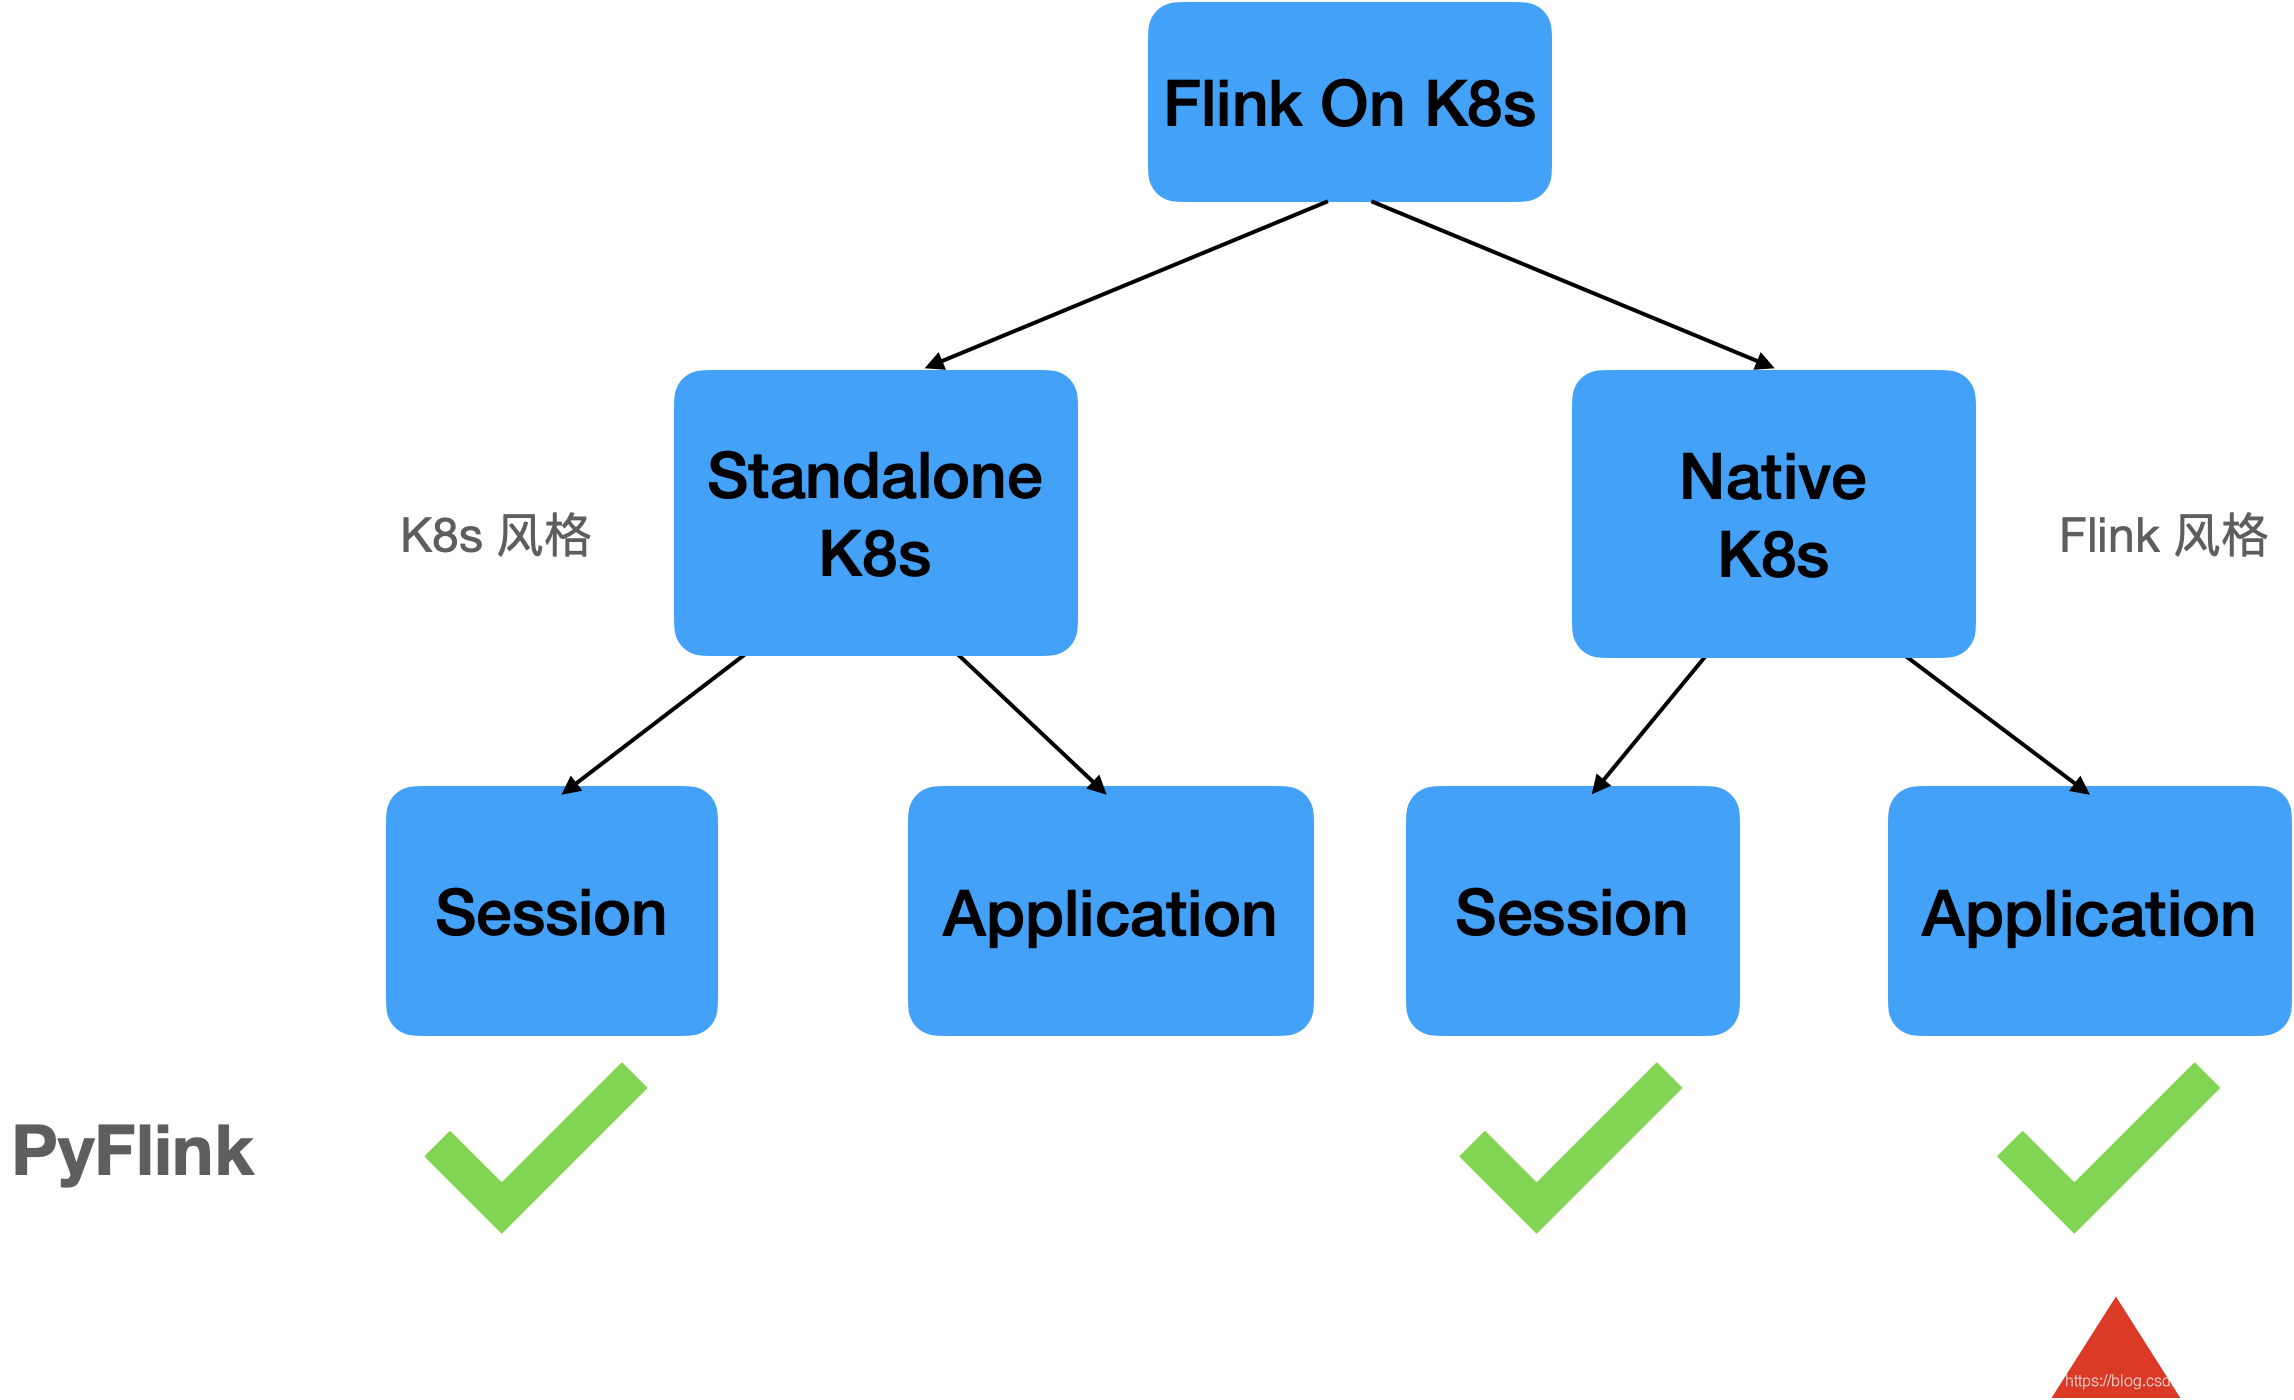 Flink On K8s
Standalone
K8s
Native
K8s
K8s 风格
Flink 风格
Session
Application
Session
Application
PyFlink
https://blog.csd